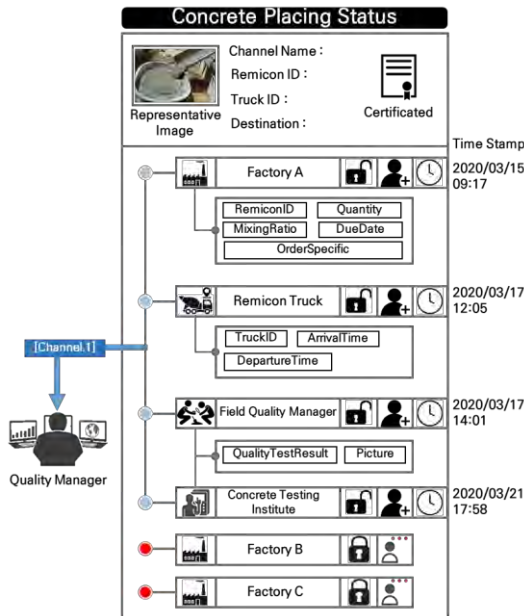 Concrete Placing Status
Channel Name :
Remicon ID :
Truck ID :
Destination :
Representative
Image
Certificated
Time Stamp
Factory A
2020/03/15
09:17
RemiconID
Quantity
MixingRatio
DueDate
OrderSpecific
Remicon Truck
2020/03/17
12:05
TruckID
ArrivalTime
DepartureTime
[Channel.1]
Field Quality Manager
2020/03/17
14:01
QualityTestResult
Picture
Quality Manager
Concrete Testing
Institute
2020/03/21
17:58
Factory B
Factory C